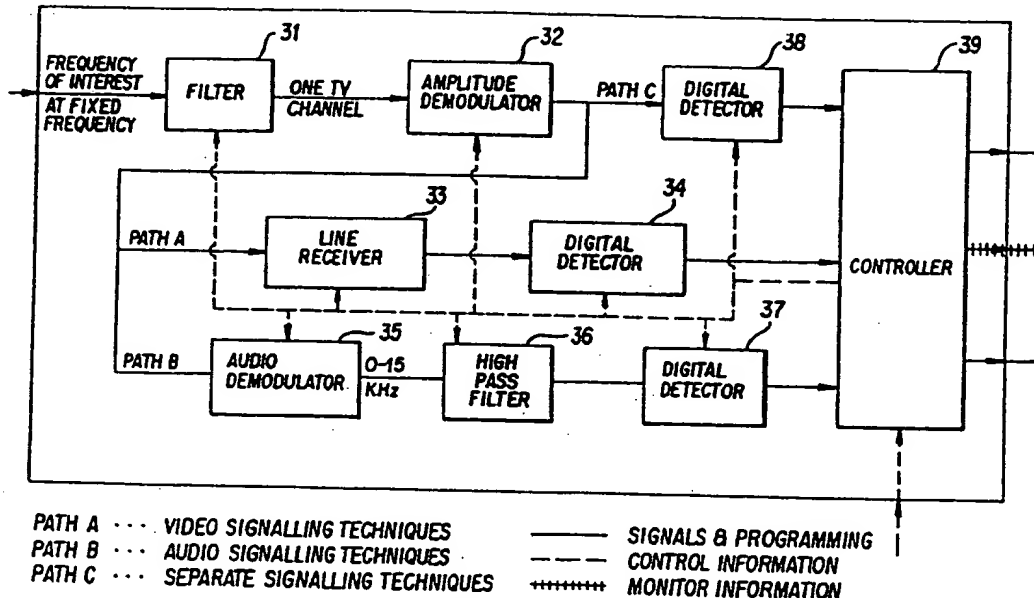 31
32
38
39
FREQUENCY
OF INTEREST
AT FIXED
FREQUENCY
FILTER
ONE TV
CHANNEL
AMPLITUDE
DEMODULATOR
PATH C
DIGITAL
DETECTOR
33
34
PATH A
LINE
RECEIVER
DIGITAL
DETECTOR
CONTROLLER
35
36
37
PATH B
AUDIO
DEMODULATOR
0-15
KHz
HIGH
PASS
FILTER
DIGITAL
DETECTOR
PATH A ··· VIDEO SIGNALLING TECHNIQUES
PATH B ··· AUDIO SIGNALLING TECHNIQUES
PATH C ··· SEPARATE SIGNALLING TECHNIQUES
SIGNALS & PROGRAMMING
CONTROL INFORMATION
MONITOR INFORMATION